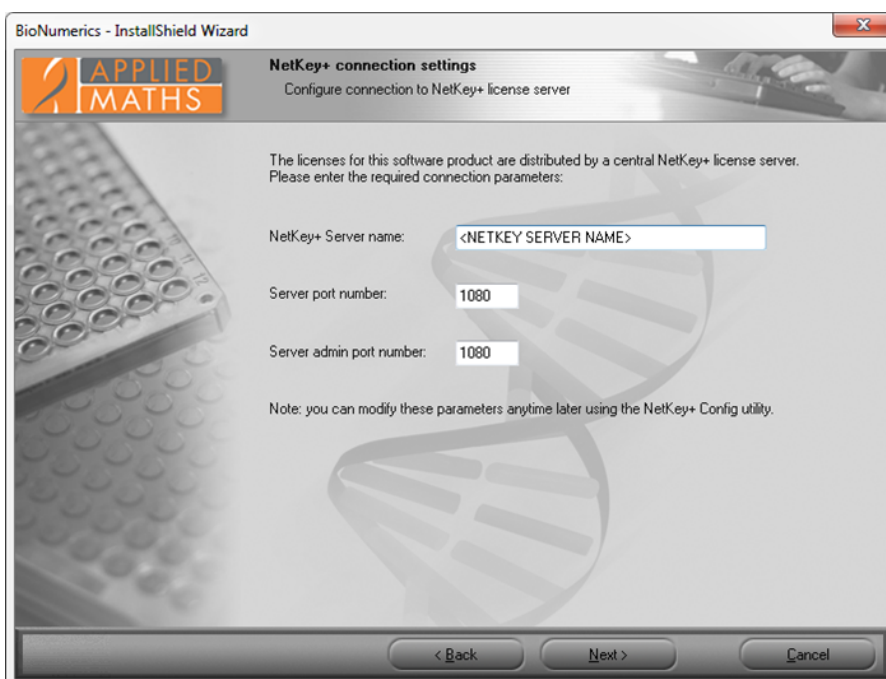 BioNumerics - InstallShield Wizard
APPLIED
MATHS
NetKey+ connection settings
Configure connection to NetKey+ license server
The licenses for this software product are distributed by a central NetKey+ license server.
Please enter the required connection parameters:
NetKey+ Server name: <NETKEY SERVER NAME>
Server port number: 1080
Server admin port number: 1080
Note: you can modify these parameters anytime later using the NetKey+ Config utility.
< Back Next > Cancel